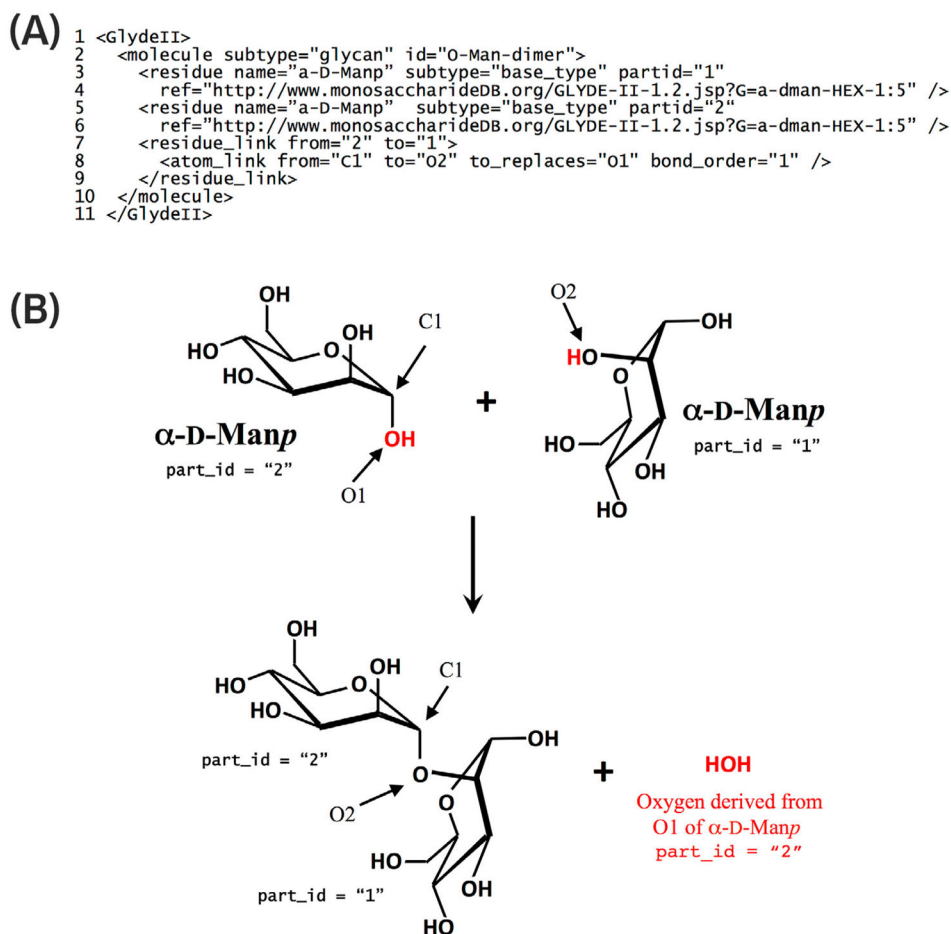 (A)
1 <GlydeII>
2 <molecule subtype="glycan" id="O-Man-dimer">
3 <residue name="a-D-Manp" subtype="base_type" partid="1"
4 ref="http://www.monosaccharideDB.org/GLYDE-II-1.2.jsp?G=a-dman-HEX-1:5" />
5 <residue name="a-D-Manp" subtype="base_type" partid="2"
6 ref="http://www.monosaccharideDB.org/GLYDE-II-1.2.jsp?G=a-dman-HEX-1:5" />
7 <residue_link from="2" to="1">
8 <atom_link from="C1" to="O2" to_replaces="O1" bond_order="1" />
9 </residue_link>
10 </molecule>
11 </GlydeII>
(B)
OH
HO
O
OH
HO
C1
OH
O1
α-D-Manp
part_id = "2"
+
O2
HO
OH
O
HO
OH
HO
α-D-Manp
part_id = "1"
OH
HO
O
OH
HO
C1
part_id = "2"
O
O2
OH
O
HO
OH
HO
part_id = "1"
+
HOH
Oxygen derived from
O1 of α-D-Manp
part_id = "2"